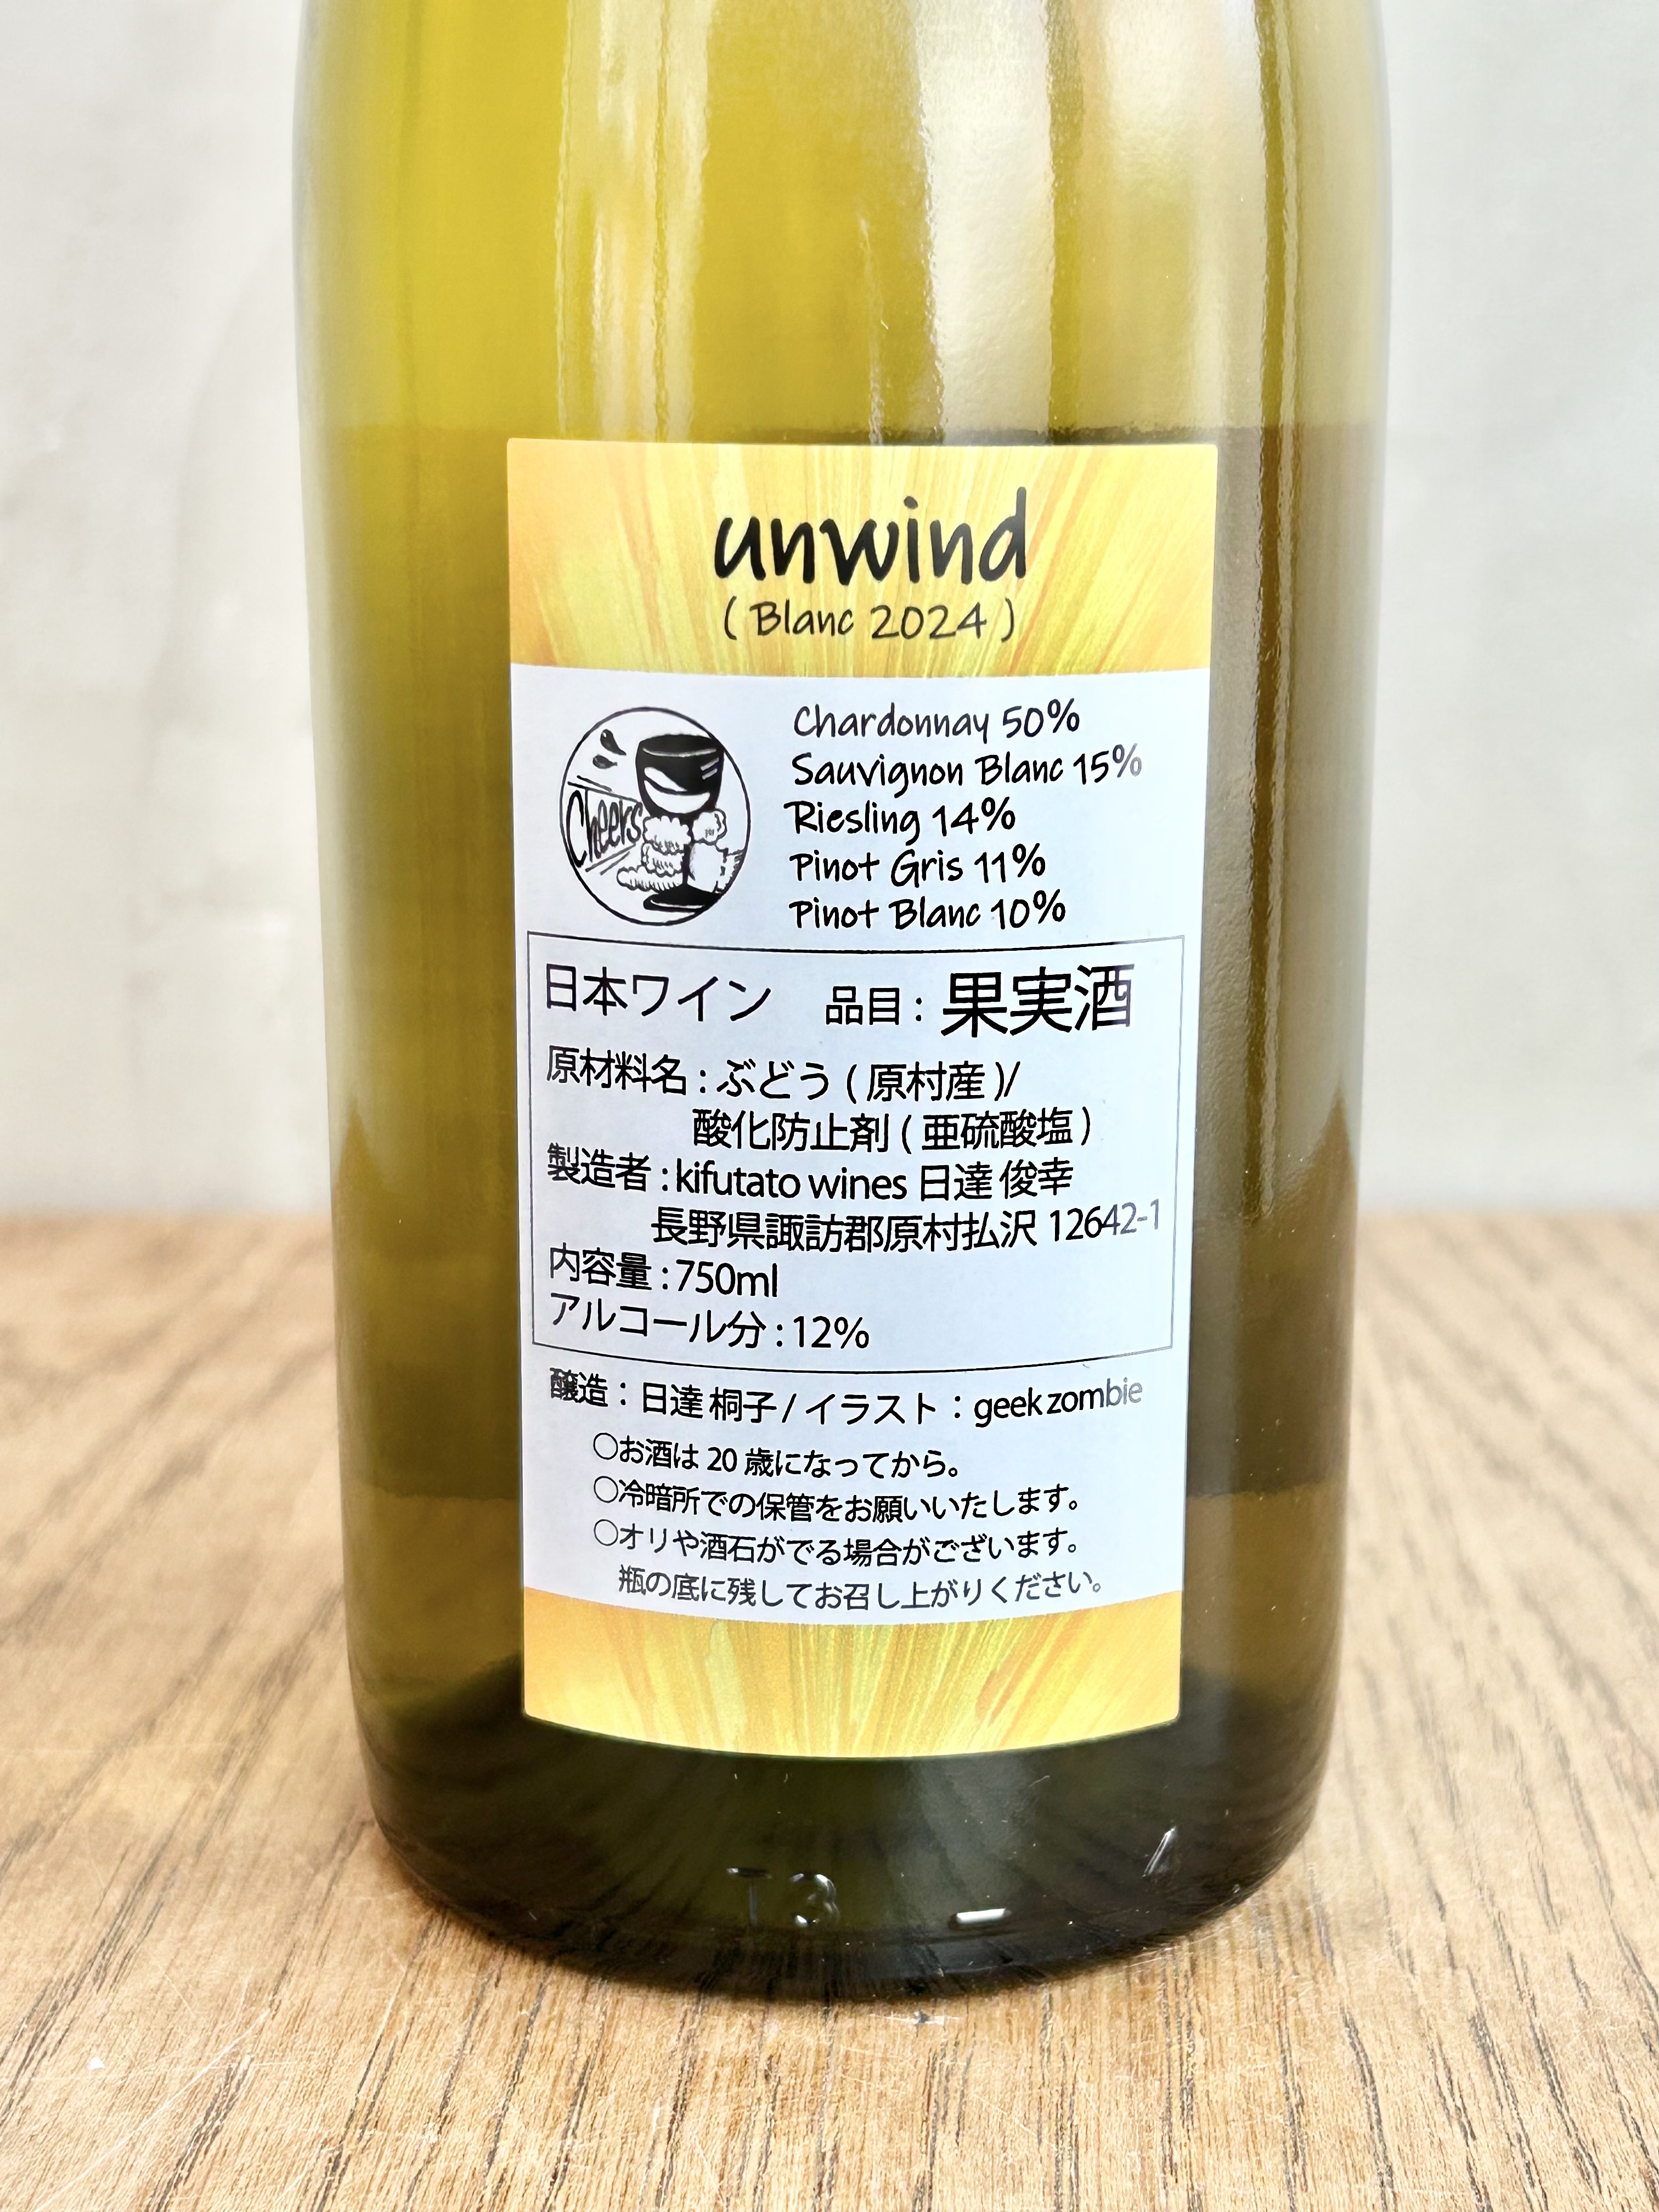 unwind
( Blanc 2024 )
Cheers
Chardonnay 50%
Sauvignon Blanc 15%
Riesling 14%
Pinot Gris 11%
Pinot Blanc 10%
日本ワイン 品目 : 果実酒
原材料名 : ぶどう ( 原村産 )/
酸化防止剤 ( 亜硫酸塩 )
製造者 : kifutato wines 日達 俊幸
長野県諏訪郡原村払沢 12642-1
内容量 : 750ml
アルコール分 : 12%
醸造：日達 桐子 / イラスト：geek zombie
○お酒は 20 歳になってから。
○冷暗所での保管をお願いいたします。
○オリや酒石がでる場合がございます。
瓶の底に残してお召し上がりください。
T3